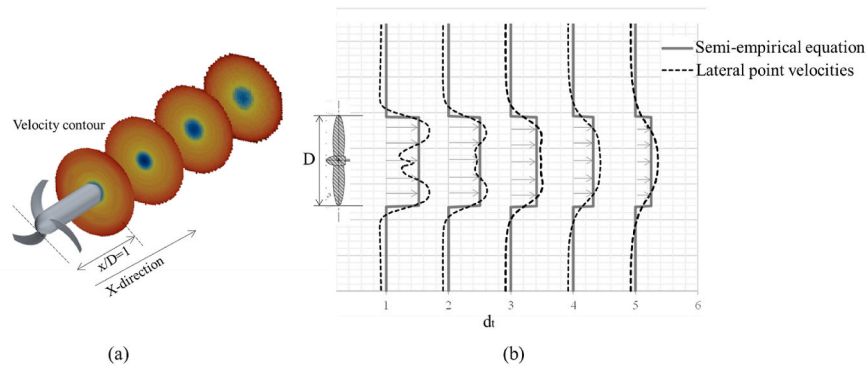 Velocity contour
x/D=1
X-direction
(a)
Semi-empirical equation
Lateral point velocities
D
1 2 3 4 5 6
dt
(b)